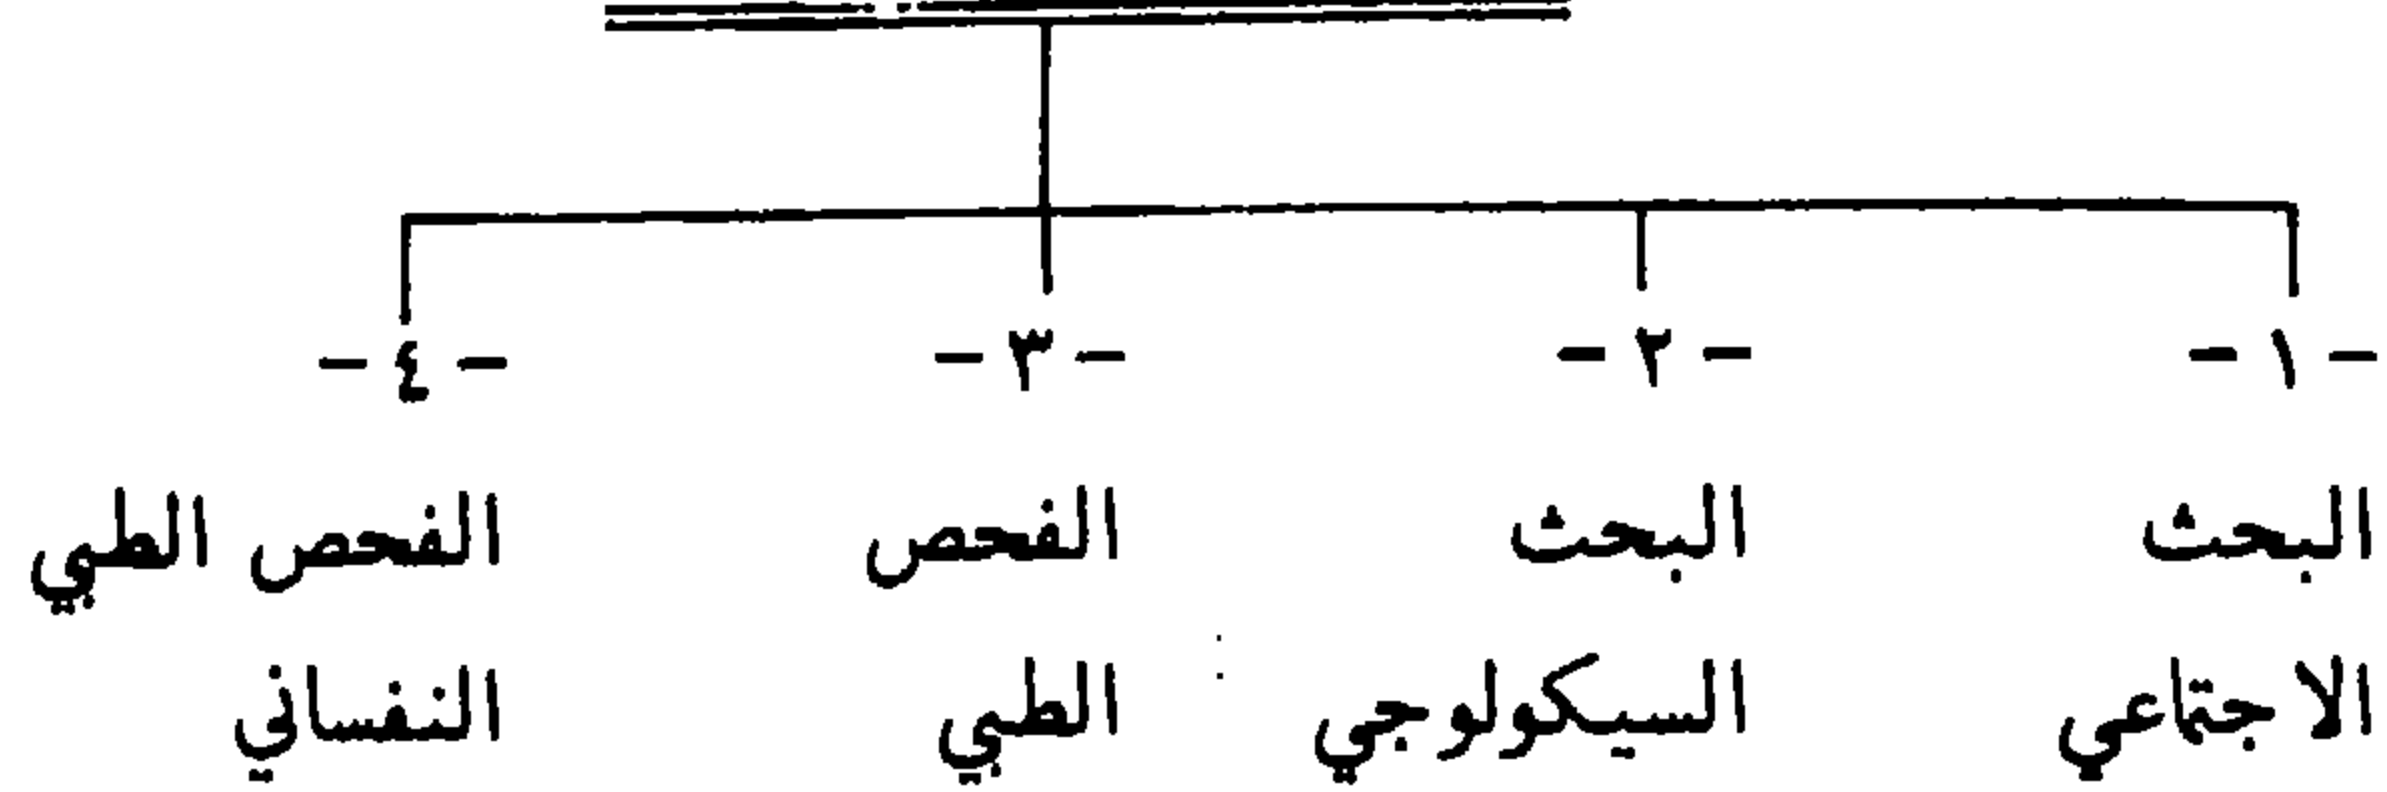 - ١ - - ٢ - - ٣ - - ٤ -
البحث البحث الفحص الفحص الطبي
الاجتماعي السيكولوجي الطبي النفساني